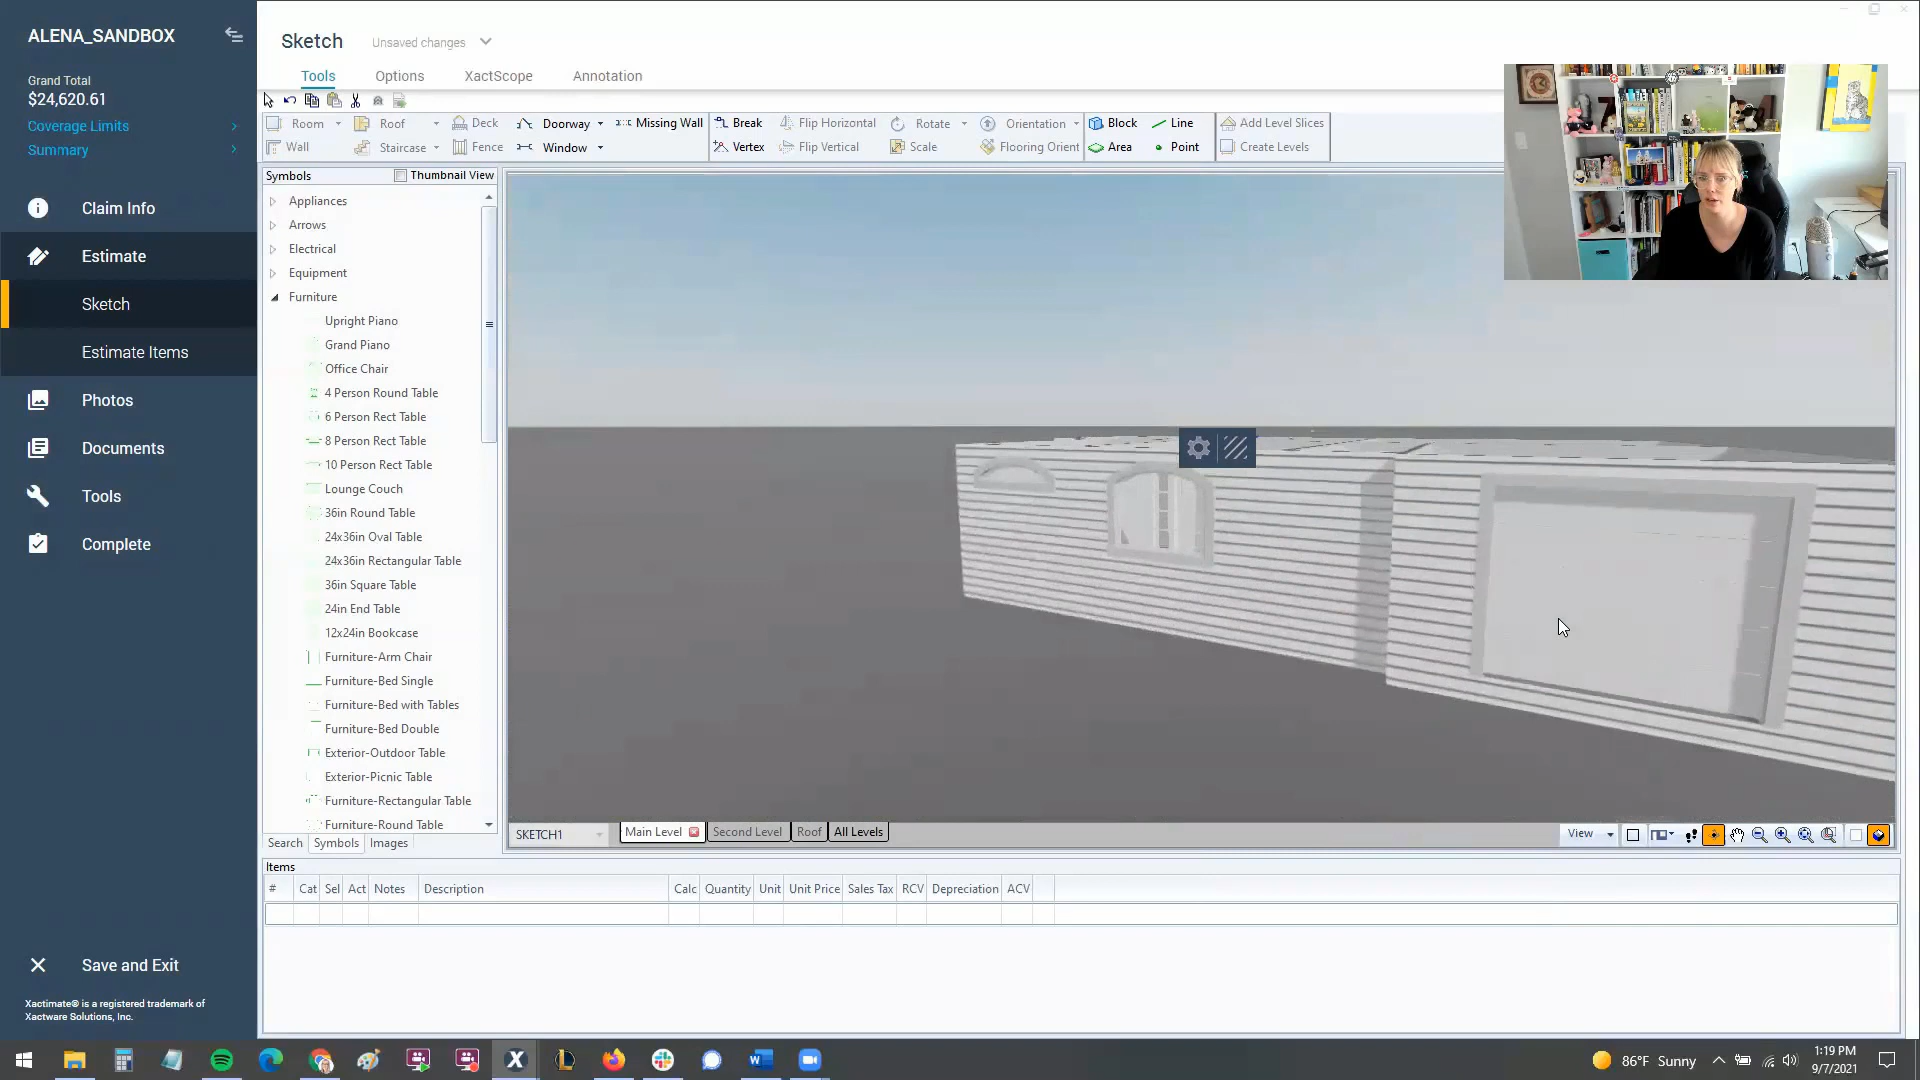 ALENA_SANDBOX
Grand Total
$24,620.61
Coverage Limits
Summary
Claim Info
Estimate
Sketch
Estimate Items
Photos
Documents
Tools
Complete
Save and Exit
Xactimate® is a registered trademark of
Xactware Solutions, Inc.
Sketch Unsaved changes
Tools Options XactScope Annotation
Room Roof Deck Doorway Missing Wall Break Flip Horizontal Rotate Orientation Block Line Add Level Slices
Wall Staircase Fence Window Vertex Flip Vertical Scale Flooring Orient Area Point Create Levels
Symbols Thumbnail View
Appliances
Arrows
Electrical
Equipment
Furniture
Upright Piano
Grand Piano
Office Chair
4 Person Round Table
6 Person Rect Table
8 Person Rect Table
10 Person Rect Table
Lounge Couch
36in Round Table
24x36in Oval Table
24x36in Rectangular Table
36in Square Table
24in End Table
12x24in Bookcase
Furniture-Arm Chair
Furniture-Bed Single
Furniture-Bed with Tables
Furniture-Bed Double
Exterior-Outdoor Table
Exterior-Picnic Table
Furniture-Rectangular Table
Furniture-Round Table
Search Symbols Images
SKETCH1 Main Level Second Level Roof All Levels View
Items
# Cat Sel Act Notes Description Calc Quantity Unit Unit Price Sales Tax RCV Depreciation ACV
86°F Sunny
1:19 PM
9/7/2021